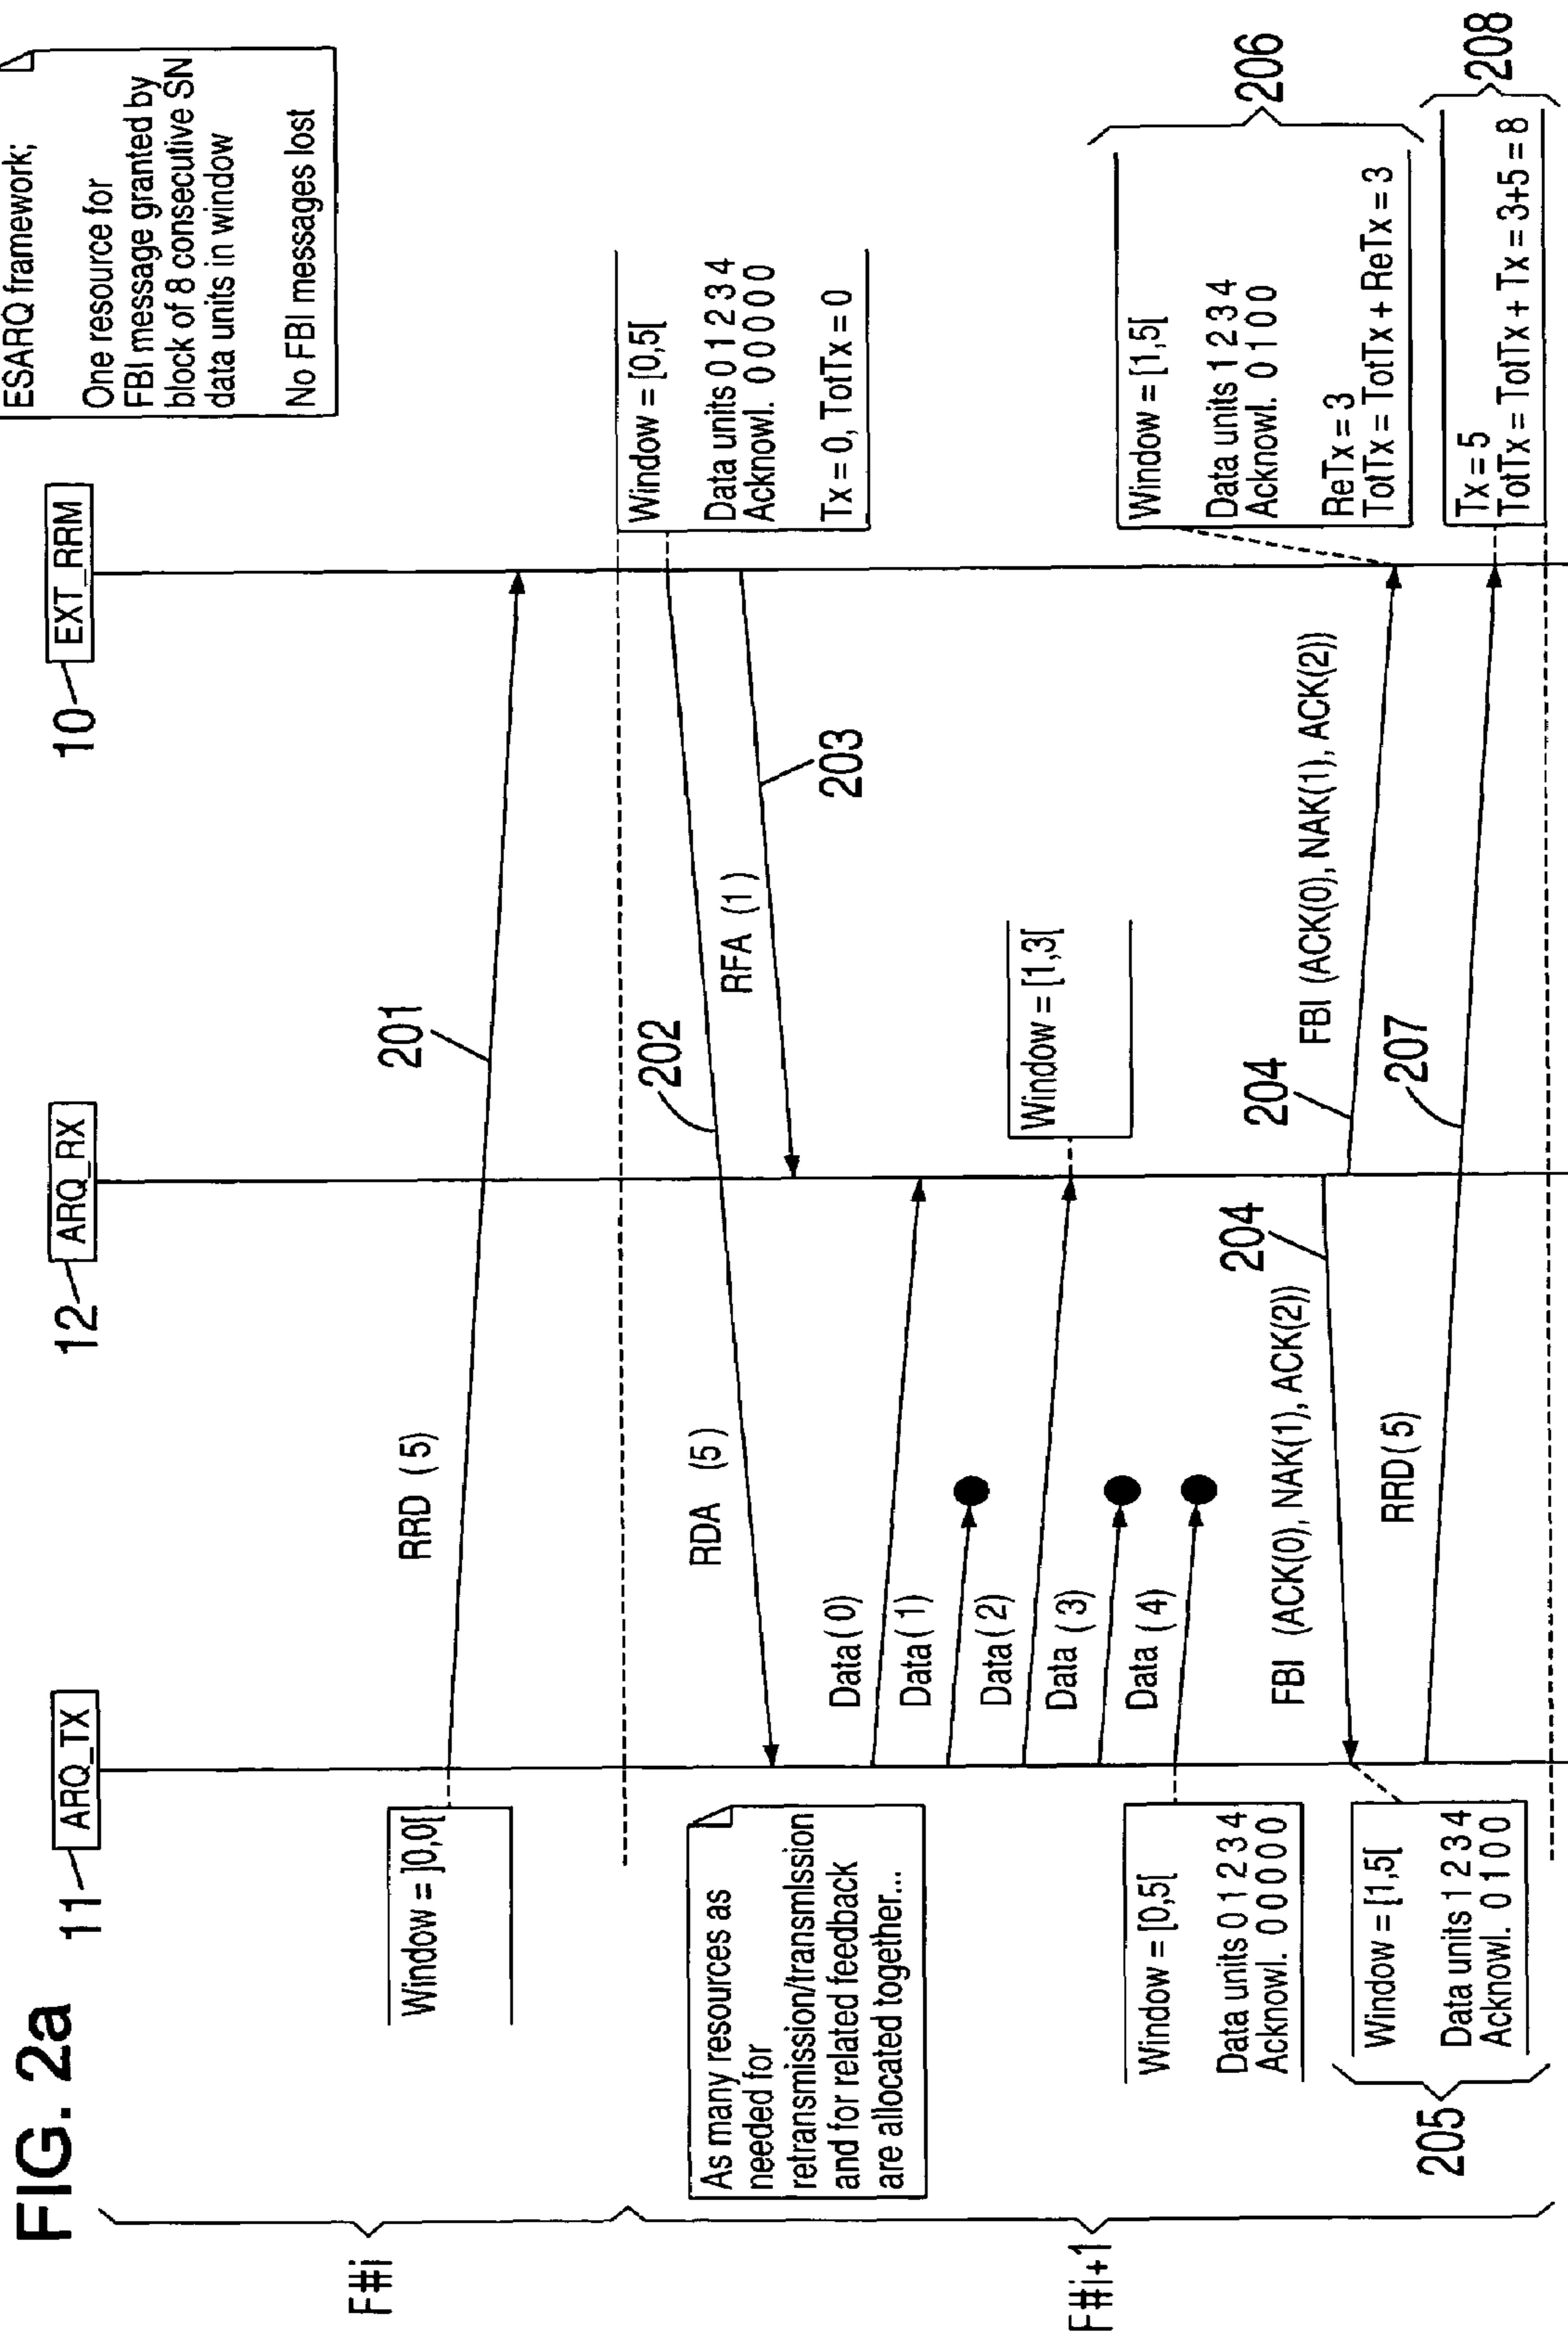 FIG. 2a
11
ARQ_TX
12
ARQ_RX
10
EXT_RRM
ESARQ framework;
One resource for
FBI message granted by
block of 8 consecutive SN
data units in window
No FBI messages lost
F#i
Window = ]0,0[
RRD (5)
201
F#i+1
As many resources as
needed for
retransmission/transmission
and for related feedback
are allocated together...
RDA (5)
202
RFA (1)
203
Window = [0,5[
Data units 0 1 2 3 4
Acknowl. 0 0 0 0 0
Tx = 0, TotTx = 0
Data(0)
Data(1)
Data(2)
Data (3)
Data (4)
Window = [1,3[
Window = [0,5[
Data units 0 1 2 3 4
Acknowl. 0 0 0 0 0
FBI (ACK(0), NAK(1), ACK(2))
204
204
FBI (ACK(0), NAK(1), ACK(2))
Window = [1,5[
Data units 1 2 3 4
Acknowl. 0 1 0 0
ReTx = 3
TotTx = TotTx + ReTx = 3
206
205
Window = [1,5[
Data units 1 2 3 4
Acknowl. 0 1 0 0
RRD(5)
207
Tx = 5
TotTx = TotTx + Tx = 3+5 = 8
208